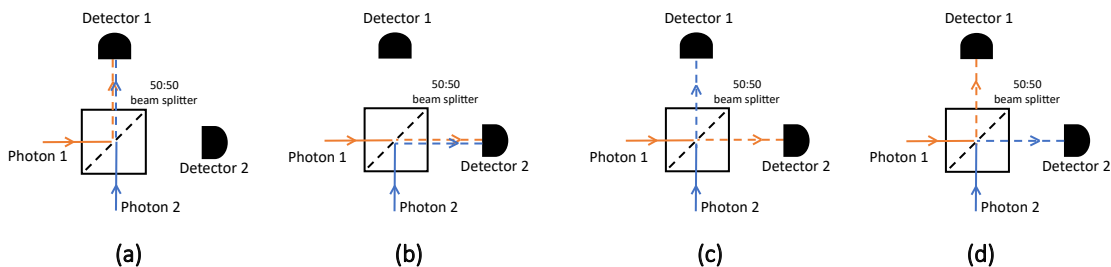 Detector 1
50:50
beam splitter
Photon 1
Detector 2
Photon 2
(a)
Detector 1
50:50
beam splitter
Photon 1
Detector 2
Photon 2
(b)
Detector 1
50:50
beam splitter
Photon 1
Detector 2
Photon 2
(c)
Detector 1
50:50
beam splitter
Photon 1
Detector 2
Photon 2
(d)